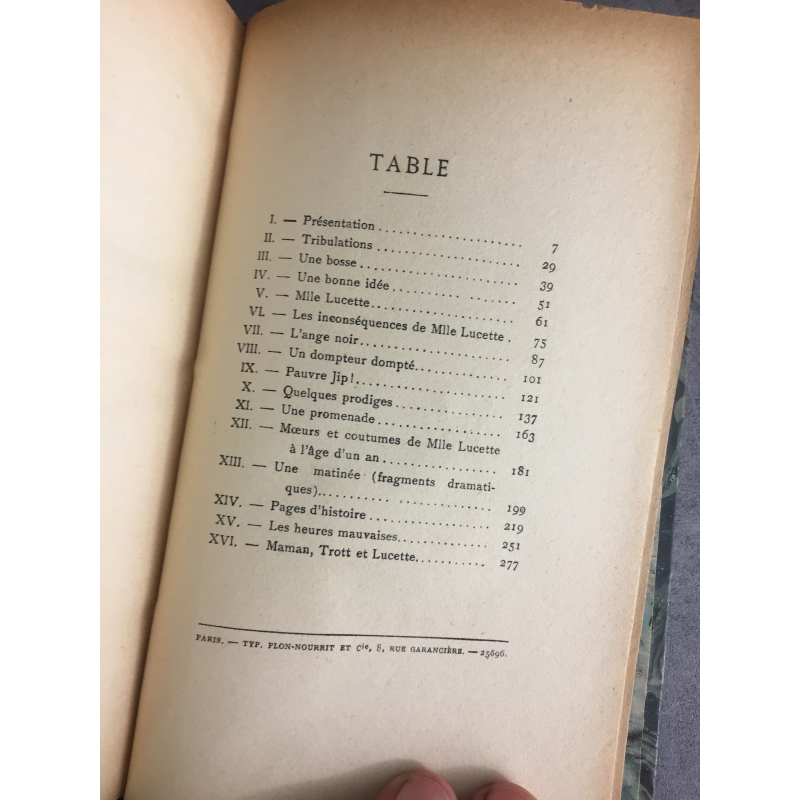 TABLE
I. — Présentation . . . . . . . . . . . . . . . . . . . . 7
II. — Tribulations . . . . . . . . . . . . . . . . . . . . 29
III. — Une bosse . . . . . . . . . . . . . . . . . . . . . 39
IV. — Une bonne idée . . . . . . . . . . . . . . . . . 51
V. — Mlle Lucette. . . . . . . . . . . . . . . . . . . . 61
VI. — Les inconséquences de Mlle Lucette . 75
VII. — L'ange noir. . . . . . . . . . . . . . . . . . . . . 87
VIII. — Un dompteur dompté. . . . . . . . . . . . . 101
IX. — Pauvre Jip!. . . . . . . . . . . . . . . . . . . . . 121
X. — Quelques prodiges . . . . . . . . . . . . . . . 137
XI. — Une promenade . . . . . . . . . . . . . . . . . 163
XII. — Mœurs et coutumes de Mlle Lucette
à l'âge d'un an . . . . . . . . . . . . . . . . 181
XIII. — Une matinée (fragments dramati-
ques). . . . . . . . . . . . . . . . . . . . . . . . 199
XIV. — Pages d'histoire . . . . . . . . . . . . . . . . . 219
XV. — Les heures mauvaises. . . . . . . . . . . . . 251
XVI. — Maman, Trott et Lucette. . . . . . . . . . . 277
PARIS. — TYP. PLON-NOURRIT ET Cie, 8, RUE GARANCIÈRE. — 25696.